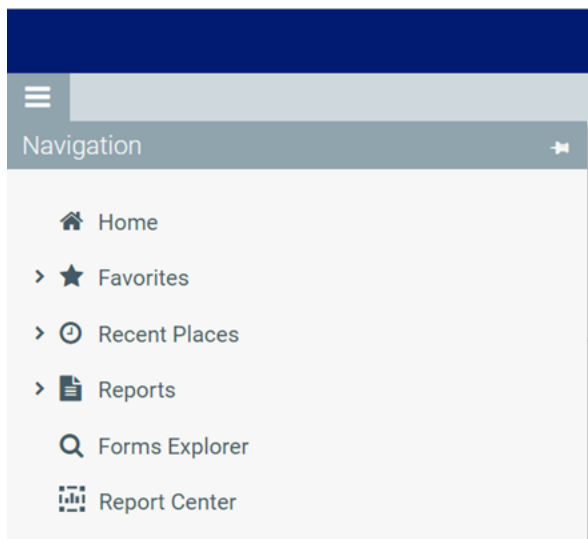 Navigation
Home
Favorites
Recent Places
Reports
Forms Explorer
Report Center